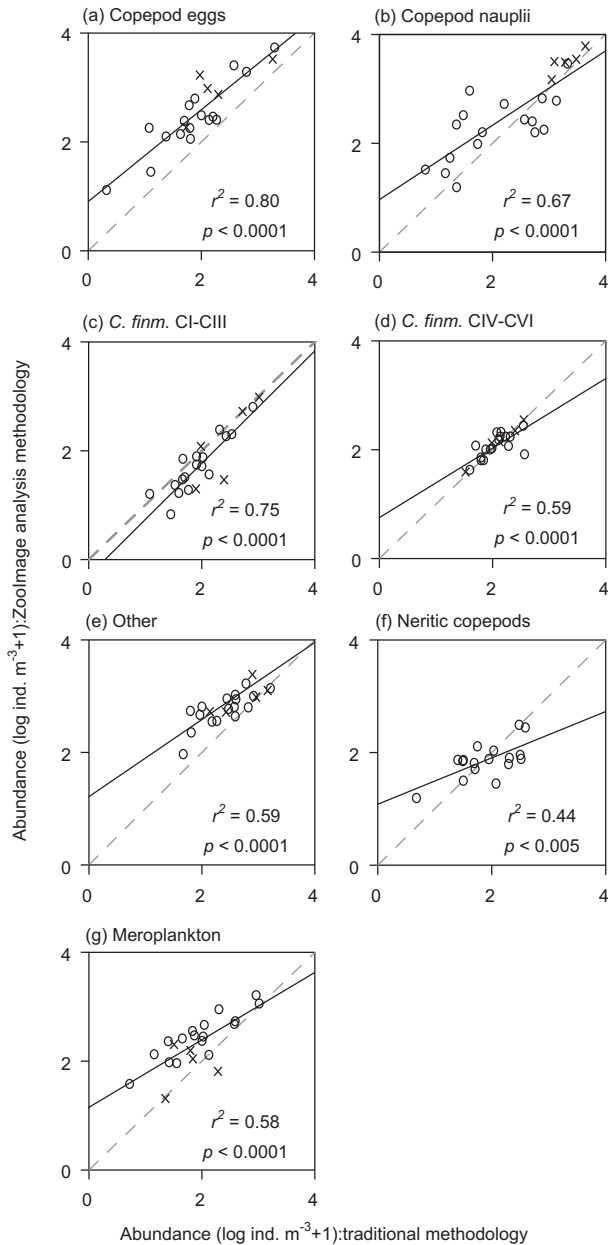 (a) Copepod eggs
4
2
0
0
2
4
r² = 0.80
p < 0.0001
(b) Copepod nauplii
4
2
0
0
2
4
r² = 0.67
p < 0.0001
(c) C. finm. CI-CIII
4
2
0
0
2
4
r² = 0.75
p < 0.0001
(d) C. finm. CIV-CVI
4
2
0
0
2
4
r² = 0.59
p < 0.0001
(e) Other
4
2
0
0
2
4
r² = 0.59
p < 0.0001
(f) Neritic copepods
4
2
0
0
2
4
r² = 0.44
p < 0.005
(g) Meroplankton
4
2
0
0
2
4
r² = 0.58
p < 0.0001
Abundance (log ind. m⁻³+1):ZooImage analysis methodology
Abundance (log ind. m⁻³+1):traditional methodology